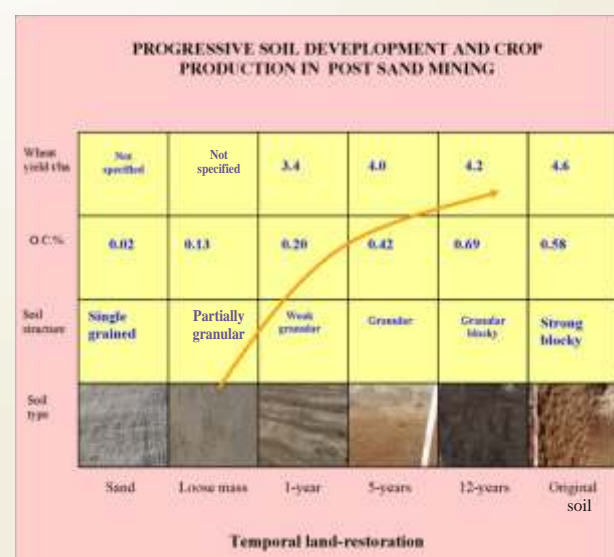 PROGRESSIVE SOIL DEVEPLOPMENT AND CROP
PRODUCTION IN POST SAND MINING
Wheat
yield t/ha
Not
specified
Not
specified
3.4
4.0
4.2
4.6
O.C.%
0.02
0.13
0.20
0.42
0.69
0.58
Soil
structure
Single
grained
Partially
granular
Weak
granular
Granular
Granular
blocky
Strong
blocky
Soil
type
Sand
Loose mass
1-year
5-years
12-years
Original
soil
Temporal land-restoration